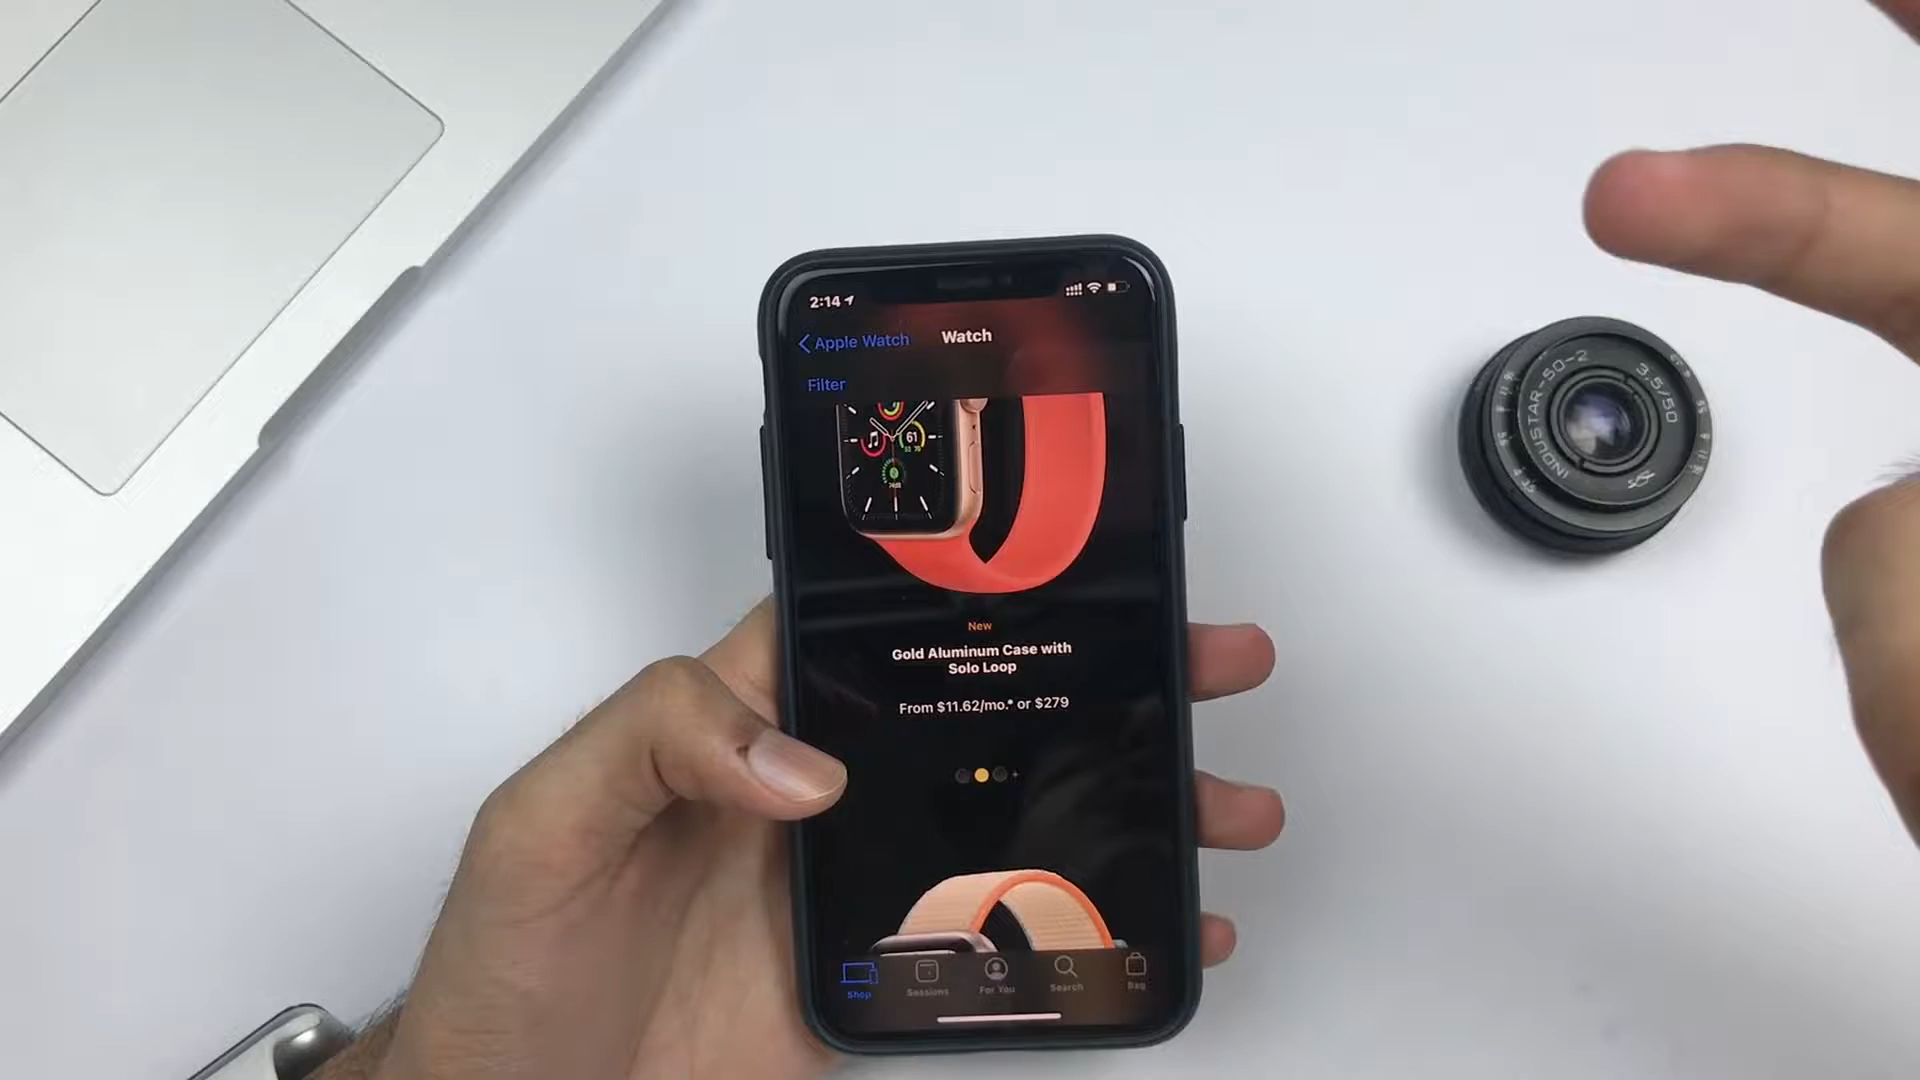 2:14
Apple Watch
Watch
Filter
61
New
Gold Aluminum Case with
Solo Loop
From $11.62/mo.* or $279
Shop
Sessions
For You
Search
Bag
INDUSTAR-50-2
3,5/50